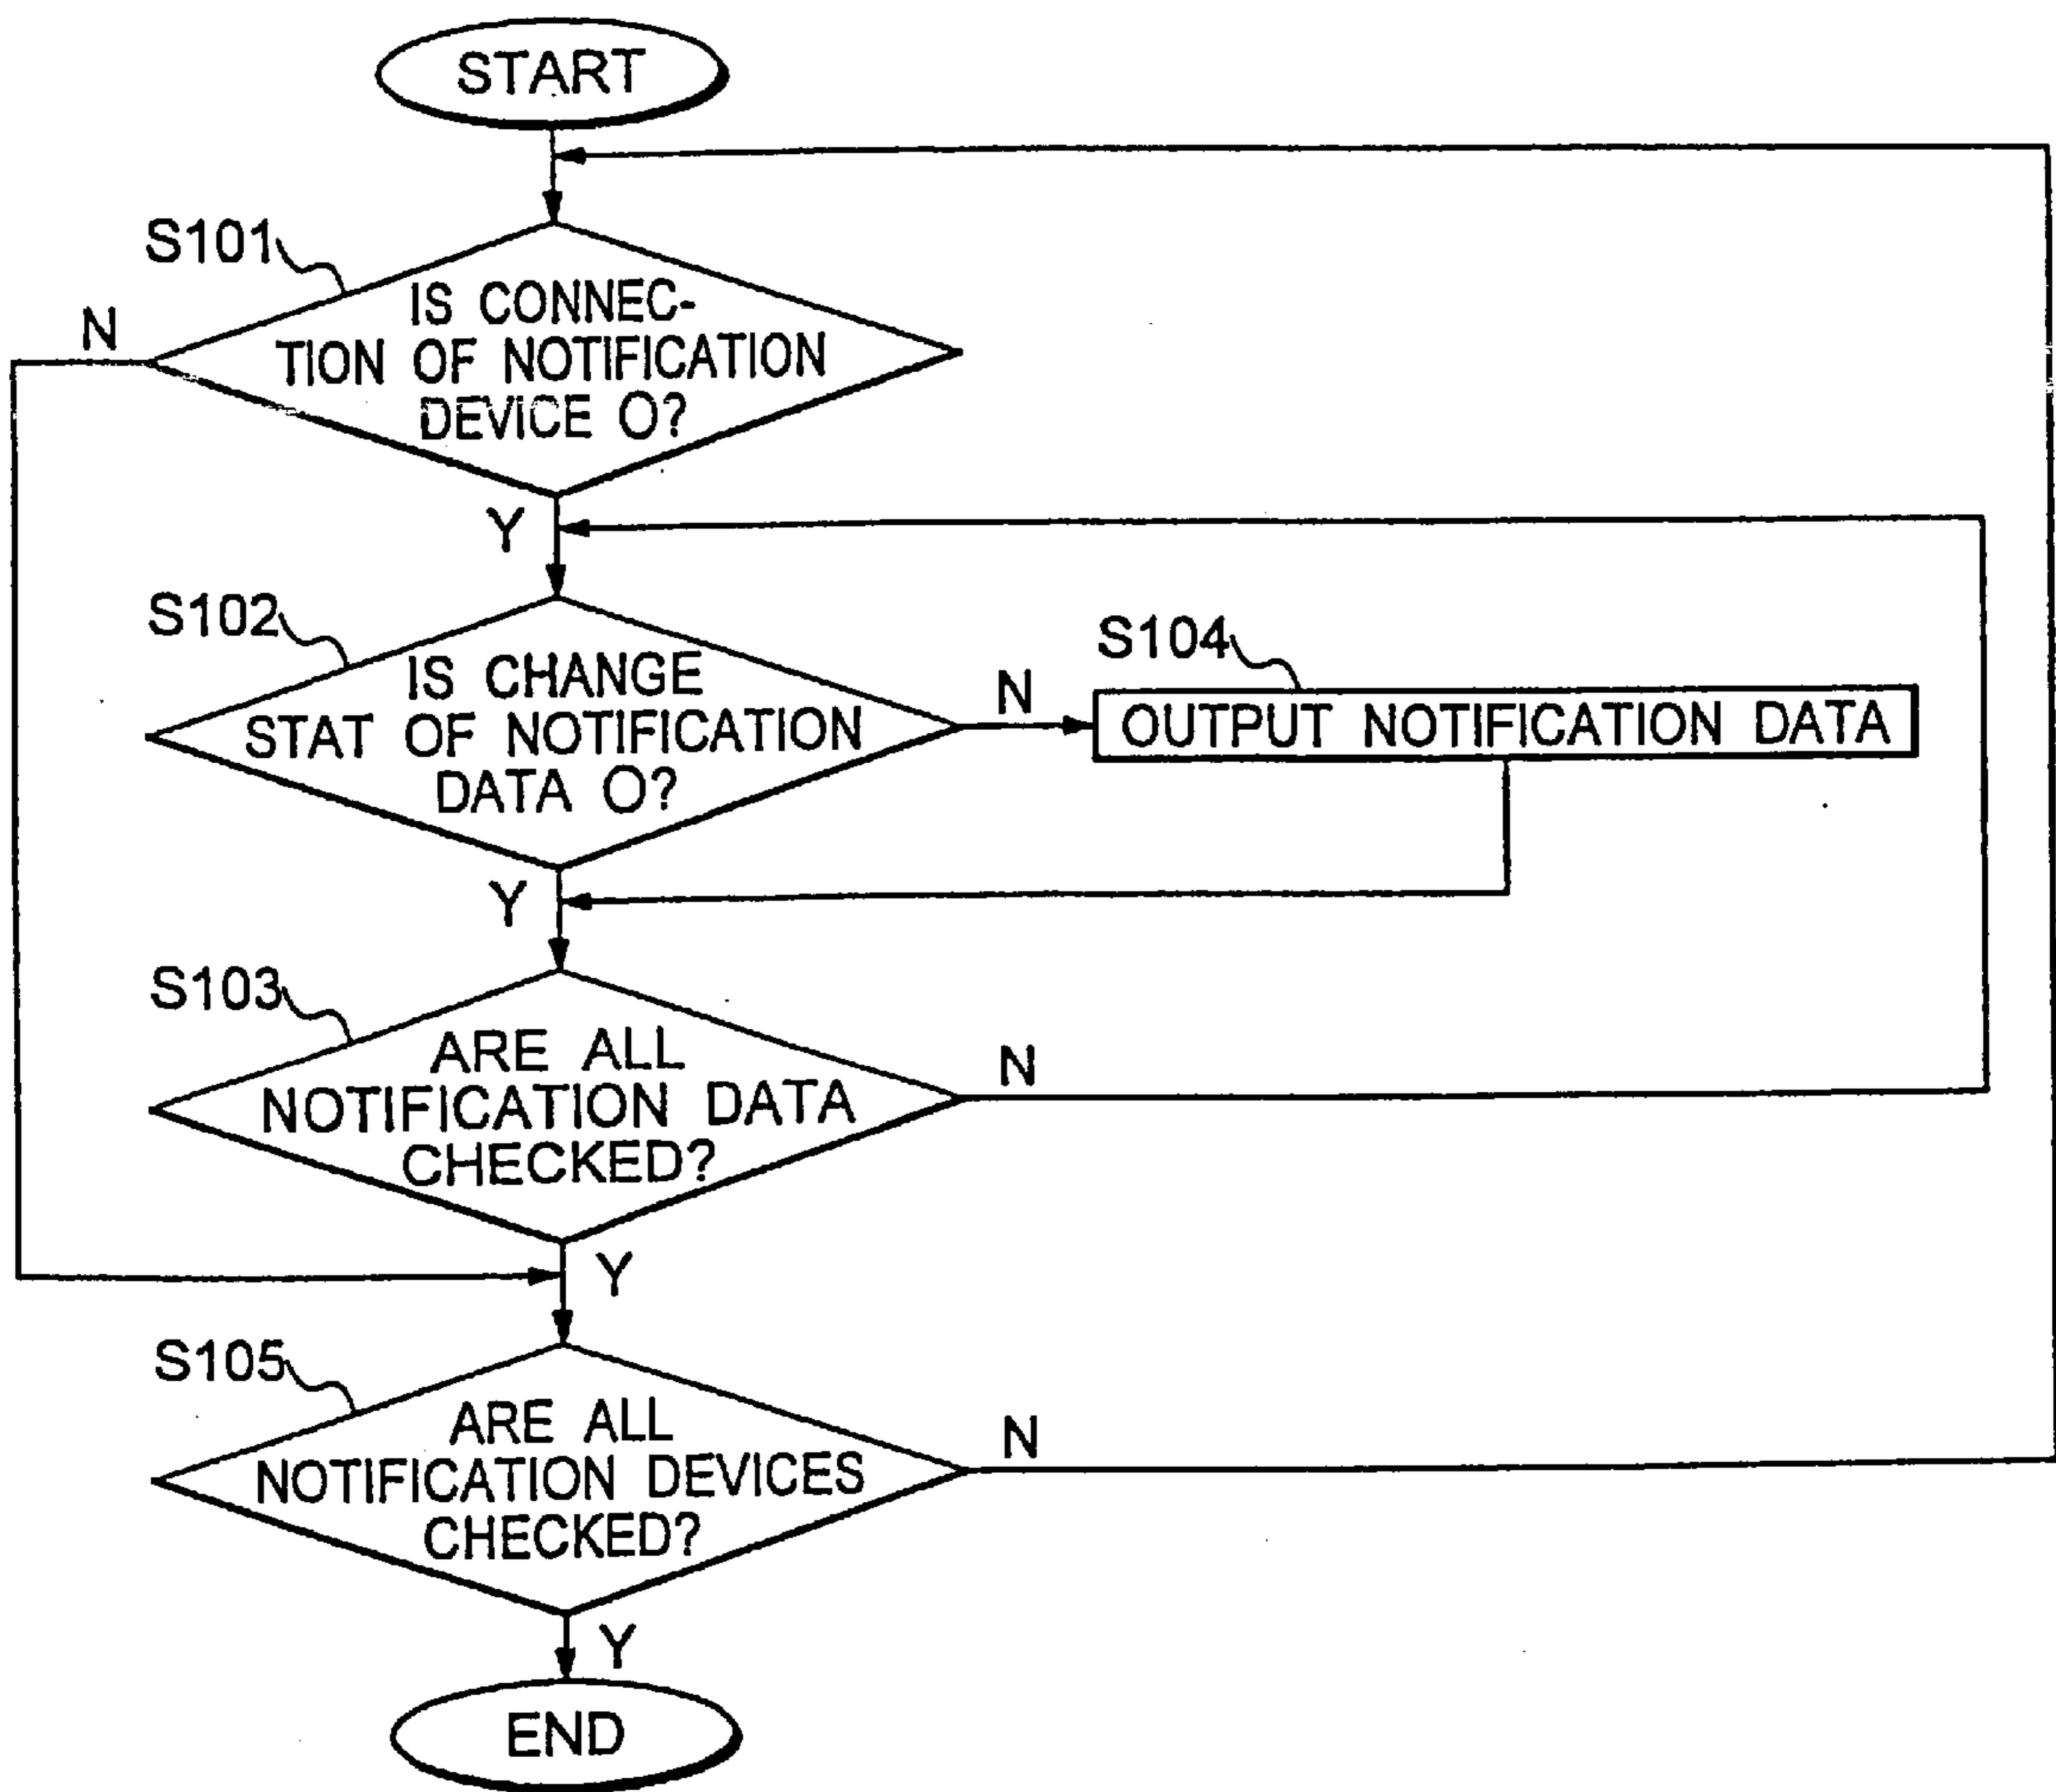 START
S101
N
IS CONNEC-
TION OF NOTIFICATION
DEVICE O?
Y
S102
IS CHANGE
STAT OF NOTIFICATION
DATA O?
N
S104
OUTPUT NOTIFICATION DATA
Y
S103
ARE ALL
NOTIFICATION DATA
CHECKED?
N
Y
S105
ARE ALL
NOTIFICATION DEVICES
CHECKED?
N
Y
END